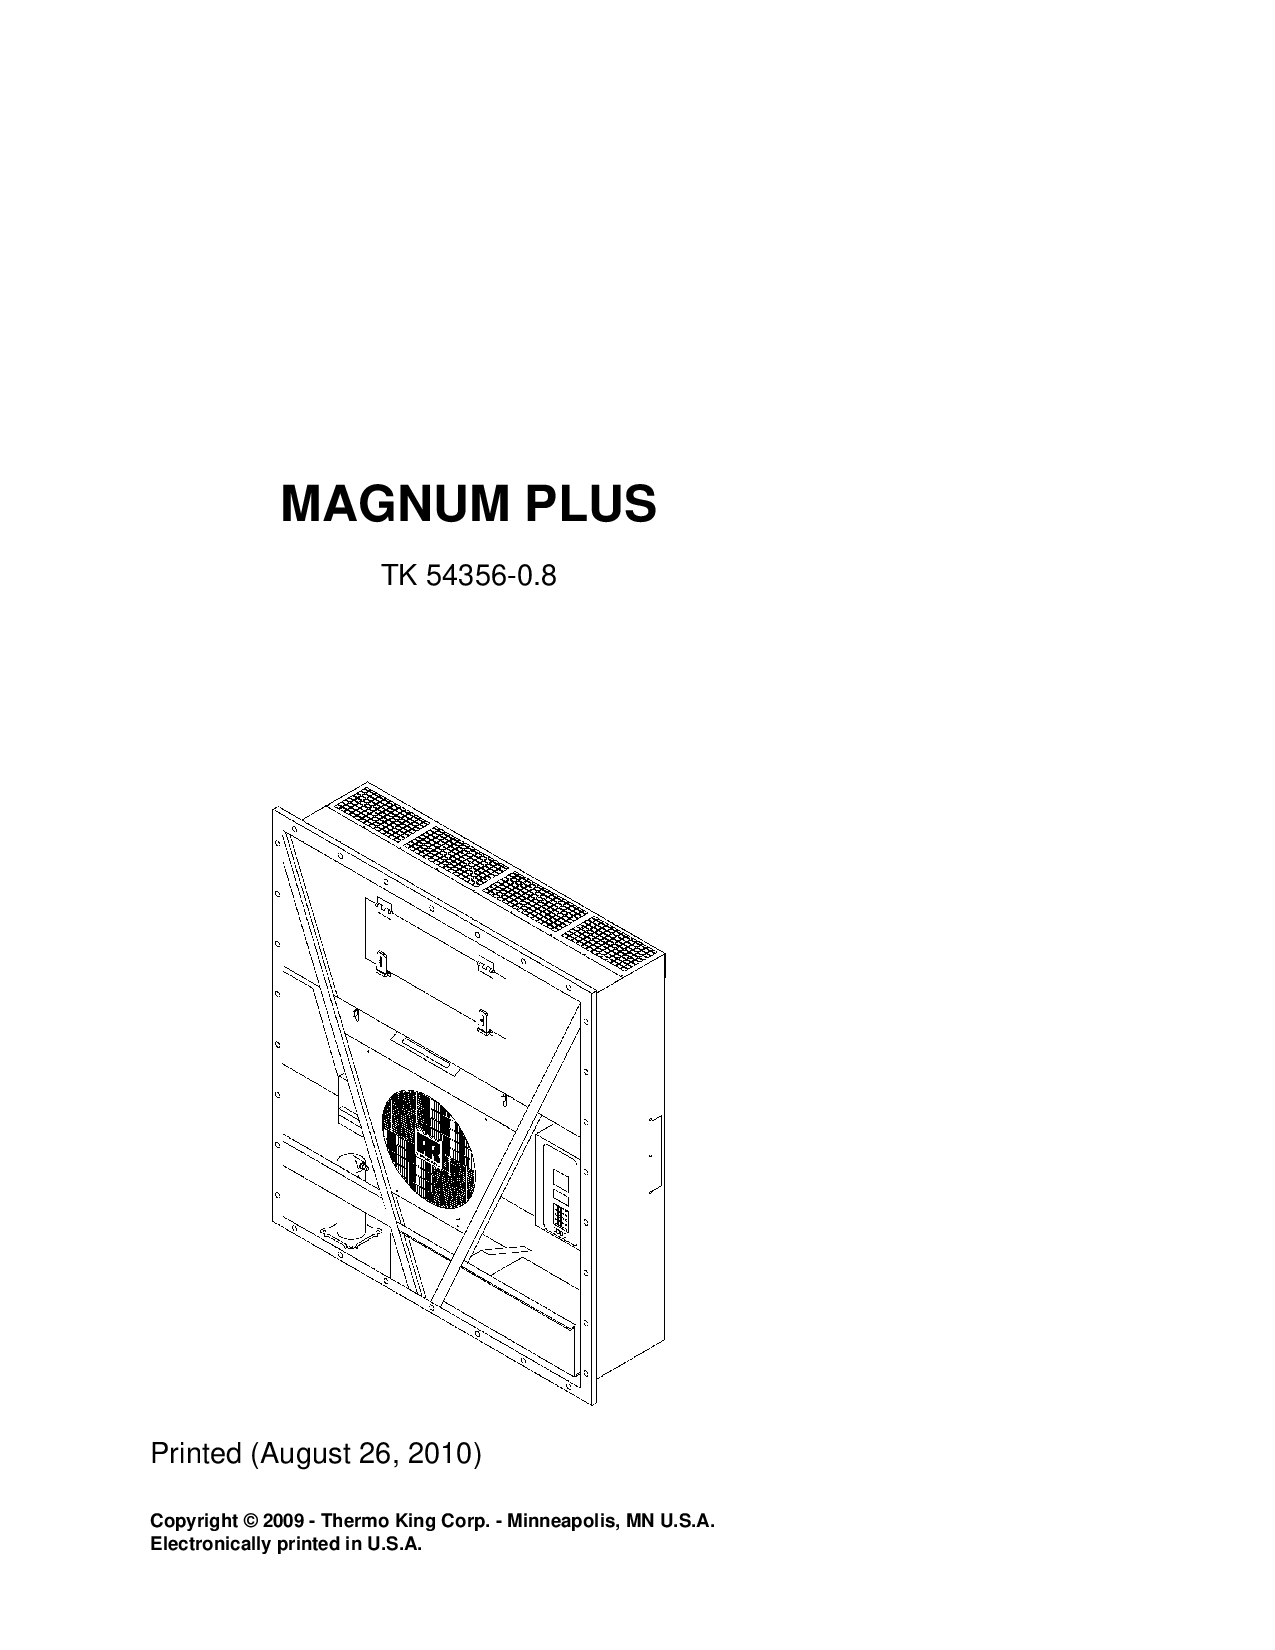 MAGNUM PLUS
TK 54356-0.8
Printed (August 26, 2010)
Copyright © 2009 - Thermo King Corp. - Minneapolis, MN U.S.A.
Electronically printed in U.S.A.